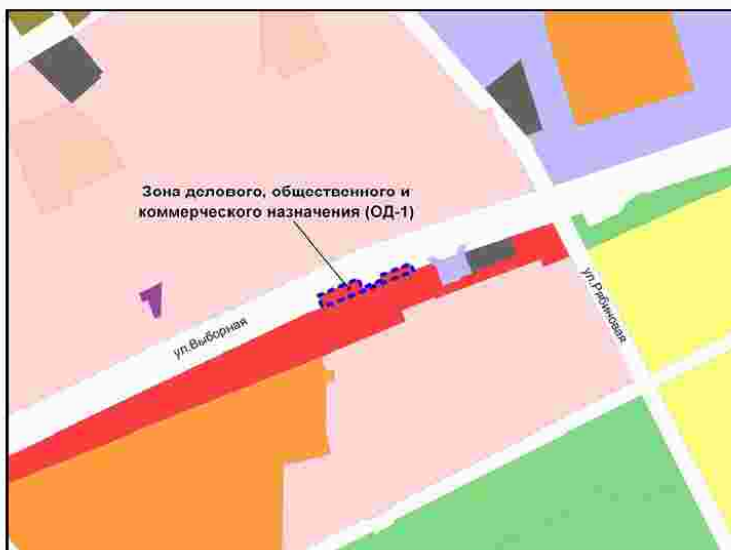 Зона делового, общественного и
коммерческого назначения (ОД-1)
ул.Выборная
ул.Рябиновая